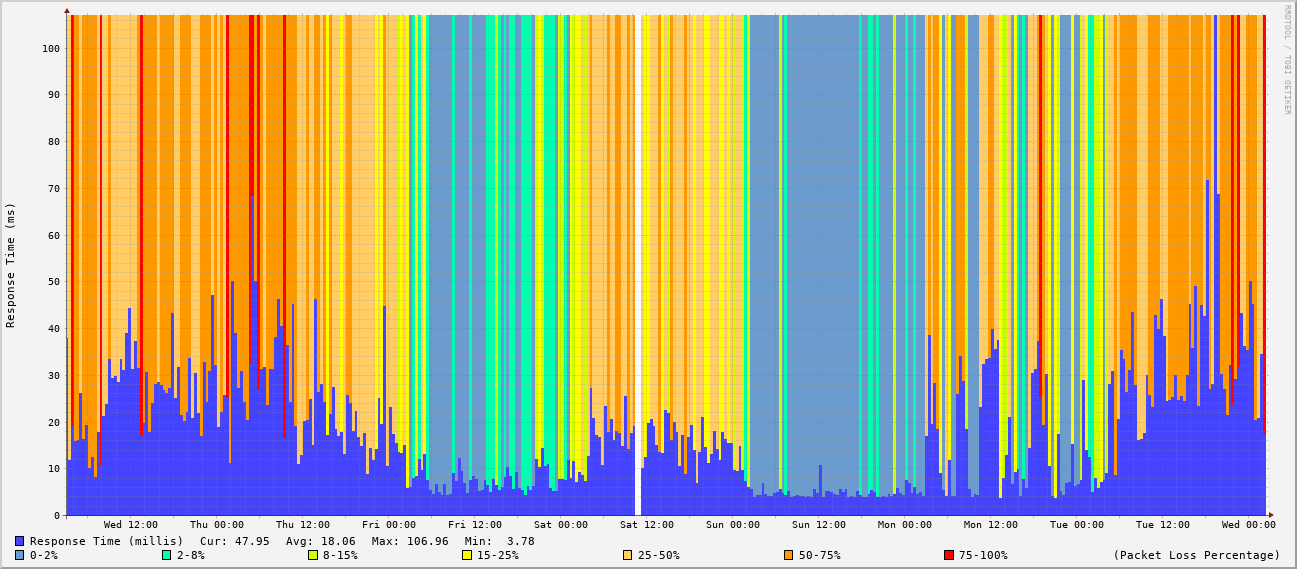 RRDTOOL / TOBI OETIKER
Response Time (ms)
100
90
80
70
60
50
40
30
20
10
0
Wed 12:00 Thu 00:00 Thu 12:00 Fri 00:00 Fri 12:00 Sat 00:00 Sat 12:00 Sun 00:00 Sun 12:00 Mon 00:00 Mon 12:00 Tue 00:00 Tue 12:00 Wed 00:00
Response Time (millis) Cur: 47.95 Avg: 18.06 Max: 106.96 Min: 3.78
0-2% 2-8% 8-15% 15-25% 25-50% 50-75% 75-100% (Packet Loss Percentage)